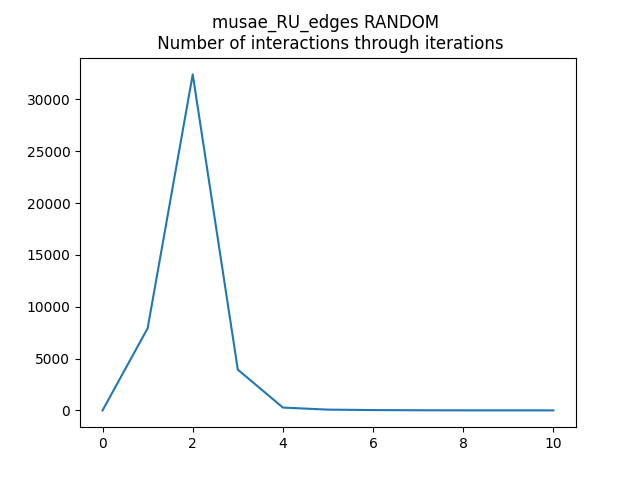 musae_RU_edges RANDOM
Number of interactions through iterations
30000
25000
20000
15000
10000
5000
0
0 2 4 6 8 10